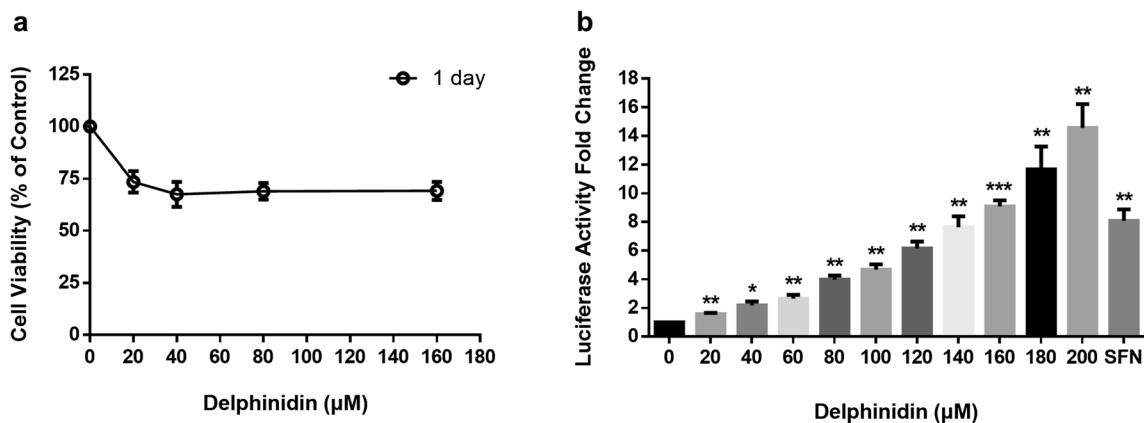 a
Cell Viability (% of Control)
125
100
75
50
75
0
1 day
0 20 40 60 80 100 120 140 160 180
Delphinidin (µM)
b
Luciferase Activity Fold Change
18
16
14
12
10
8
6
4
2
0
** * ** ** ** ** ** *** ** ** **
0 20 40 60 80 100 120 140 160 180 200 SFN
Delphinidin (µM)